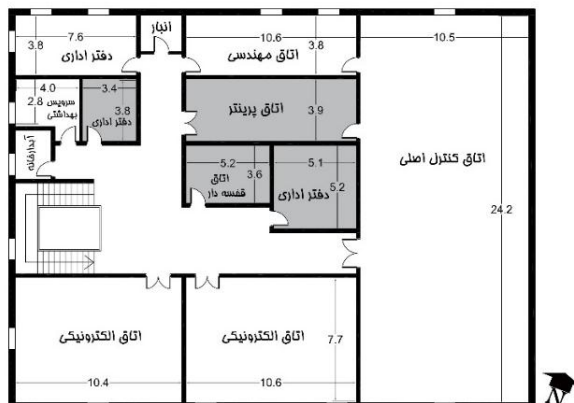 انبار
7.6
3.8
دفتر اداری
10.6
3.8
اتاق مهندسی
10.5
4.0
2.8
سرویس
بهداشتی
3.4
3.8
دفتر اداری
اتاق پرینتر
3.9
آبدارخانه
5.2
3.6
اتاق
قفسه دار
5.1
5.2
دفتر اداری
اتاق کنترل اصلی
24.2
اتاق الکترونیکی
10.4
اتاق الکترونیکی
7.7
10.6
N